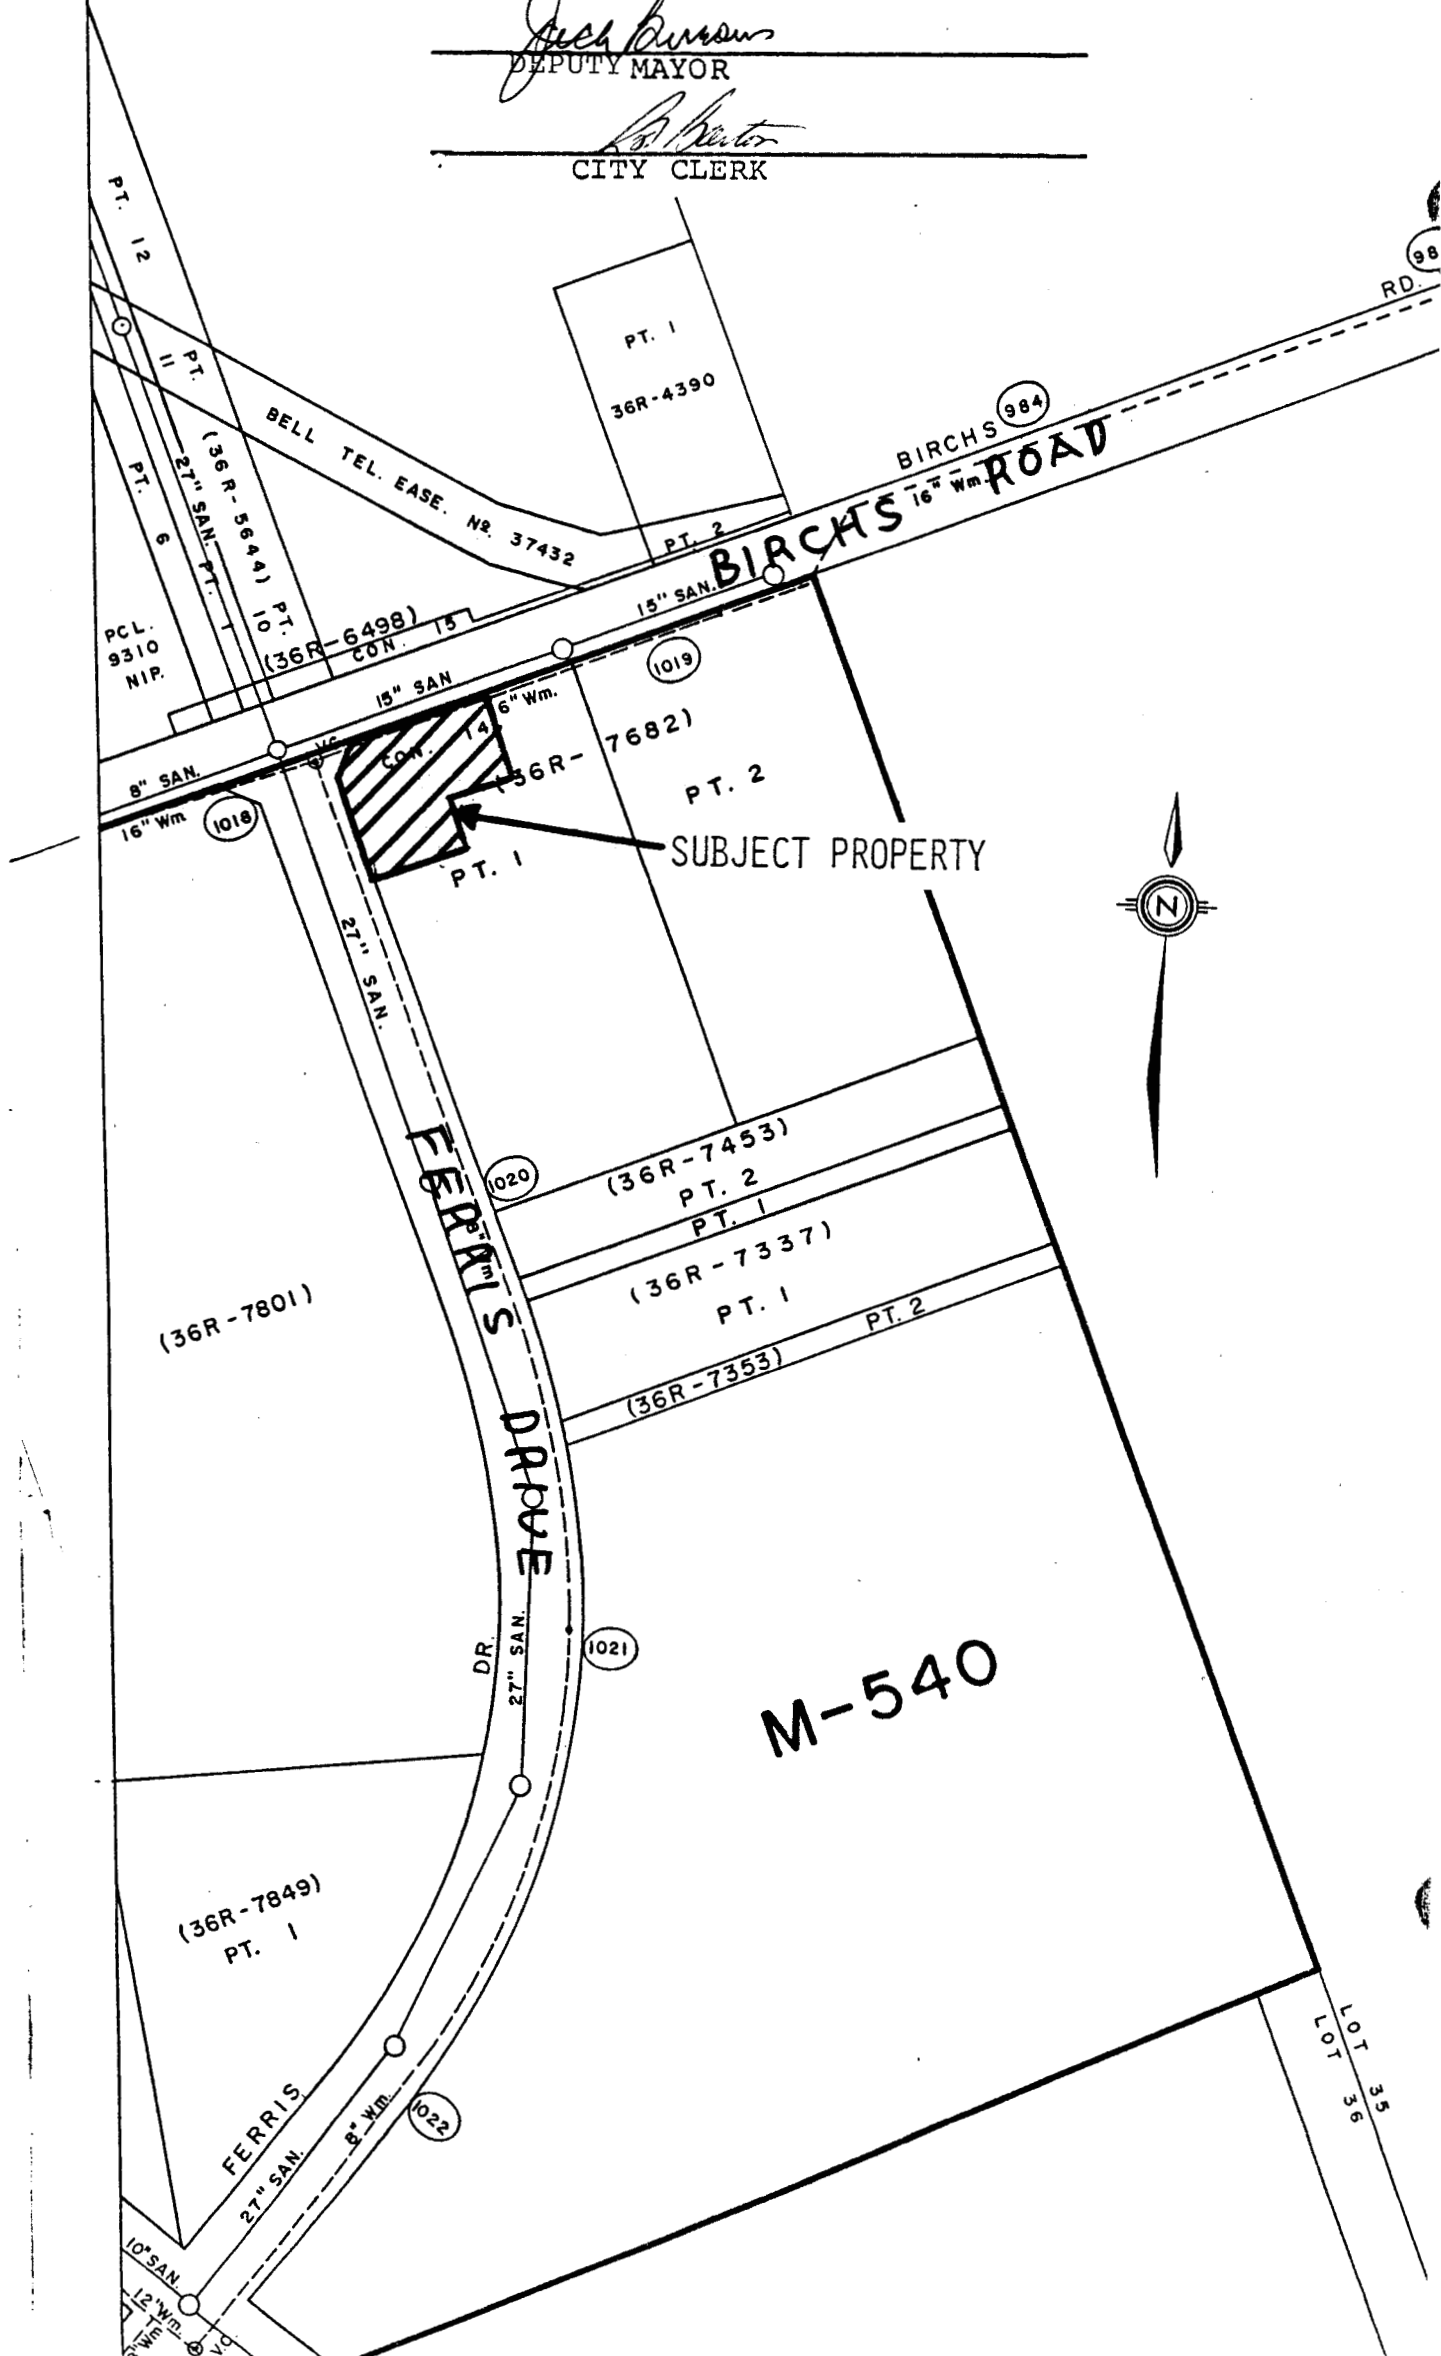 DEPUTY MAYOR
CITY CLERK
PT. 12
PT. 11
BELL TEL. EASE. Nº. 37432
PT. 1
36R-4390
PT. 2
984
98
BIRCHS
RD.
16" Wm.
BIRCHS ROAD
27" SAN. PT. 1
(36R-5644) PT. 10
PT. 6
PCL.
9310
NIP.
(36R-6498)
CON. 15
15" SAN.
15" SAN
1019
6" Wm.
8" SAN.
16" Wm
1018
V.C.
CON. 14
(36R-7682)
PT. 2
PT. 1
SUBJECT PROPERTY
N
27" SAN.
FERRIS DRIVE
8" Wm
1020
(36R-7453)
PT. 2
PT. 1
(36R-7337)
PT. 1
PT. 2
(36R-7353)
(36R-7801)
DR.
27" SAN.
1021
M-540
(36R-7849)
PT. 1
LOT 35
LOT 36
FERRIS
27" SAN.
8" Wm.
1022
10" SAN.
12" Wm.
V.C.